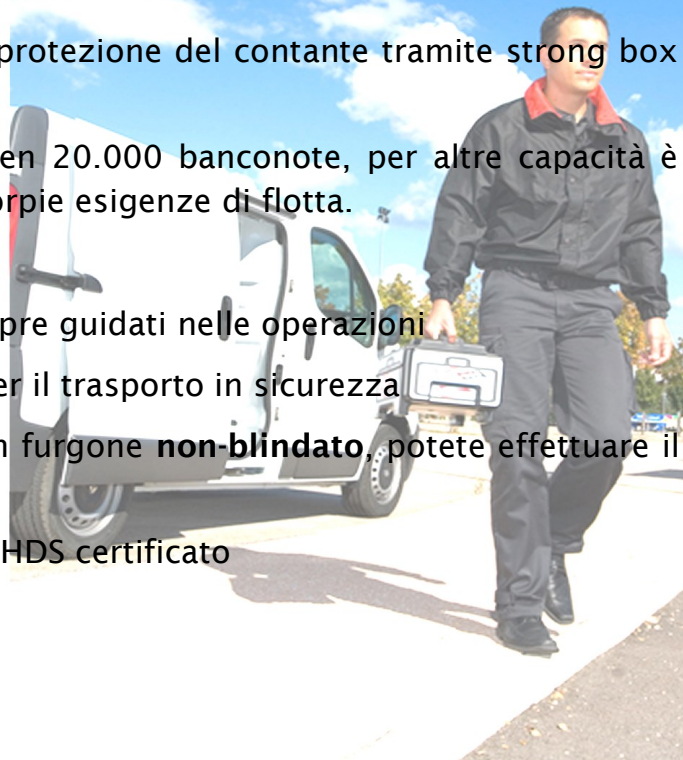 protezione del contante tramite strong box
en 20.000 banconote, per altre capacità è
orpie esigenze di flotta.
pre guidati nelle operazioni
er il trasporto in sicurezza
n furgone non-blindato, potete effettuare il
HDS certificato